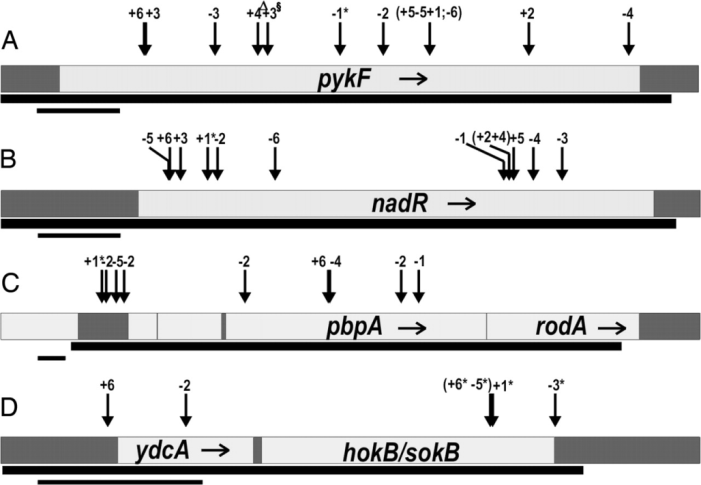 +6 +3 -3 +4 Δ +3§ -1* -2 (+5-5+1;-6) +2 -4
A
pykF →
-5 +6 +3 +1* -2 -6 -1 (+2+4) +5 -4 -3
B
nadR →
+1* -2 -5 -2 -2 +6 -4 -2 -1
C
pbpA → rodA →
+6 -2 (+6* -5*) +1* -3*
D
ydcA → hokB/sokB